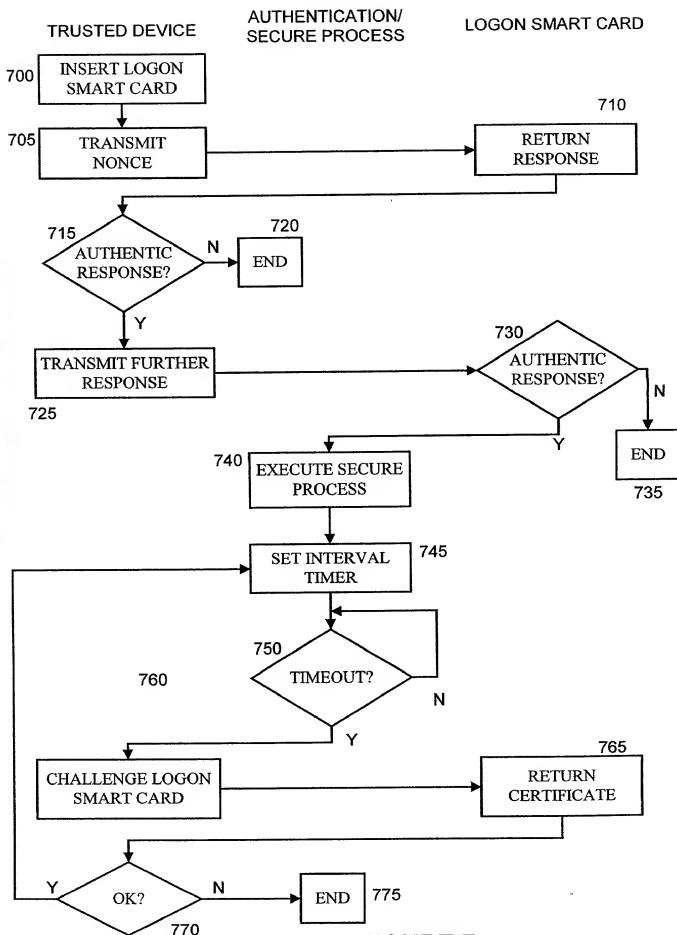 TRUSTED DEVICE
AUTHENTICATION/
SECURE PROCESS
LOGON SMART CARD
700
INSERT LOGON
SMART CARD
705
TRANSMIT
NONCE
710
RETURN
RESPONSE
715
AUTHENTIC
RESPONSE?
N
720
END
Y
TRANSMIT FURTHER
RESPONSE
725
730
AUTHENTIC
RESPONSE?
N
Y
END
735
740
EXECUTE SECURE
PROCESS
SET INTERVAL
TIMER
745
750
TIMEOUT?
N
Y
760
CHALLENGE LOGON
SMART CARD
765
RETURN
CERTIFICATE
Y
OK?
N
END
775
770